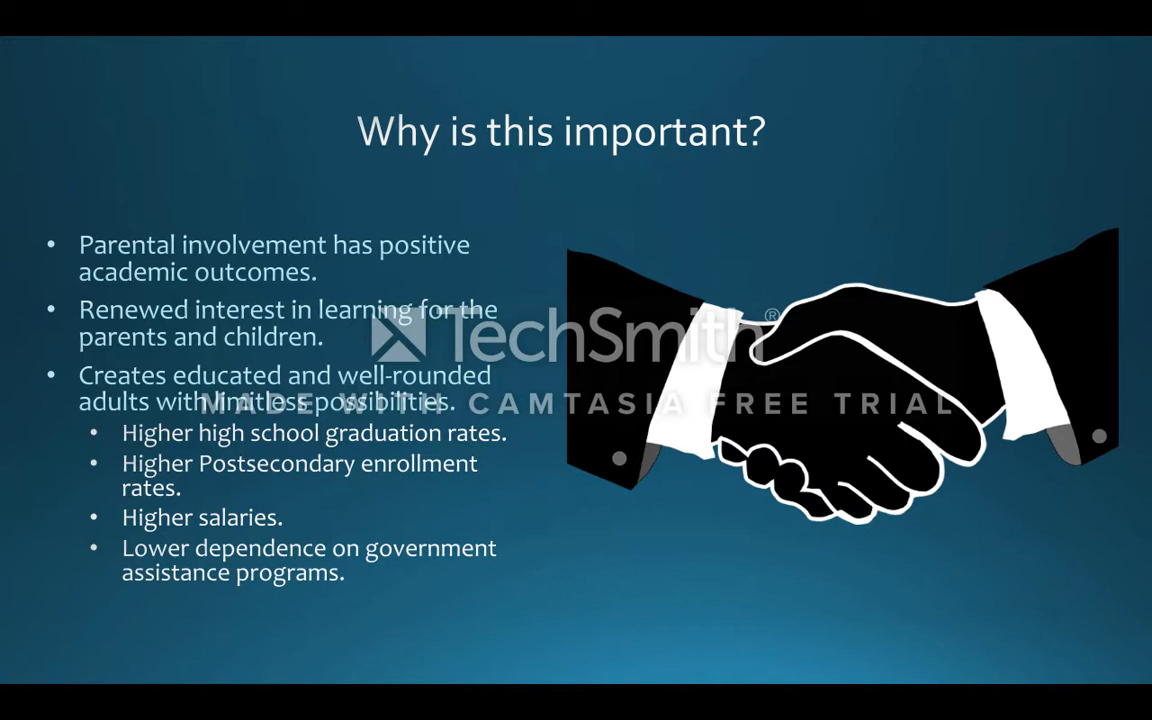 Why is this important?
• Parental involvement has positive
academic outcomes.
• Renewed interest in learning for the
parents and children.
• Creates educated and well-rounded
adults with limitless possibilities.
• Higher high school graduation rates.
• Higher Postsecondary enrollment
rates.
• Higher salaries.
• Lower dependence on government
assistance programs.
TechSmith®
MADE WITH CAMTASIA FREE TRIAL